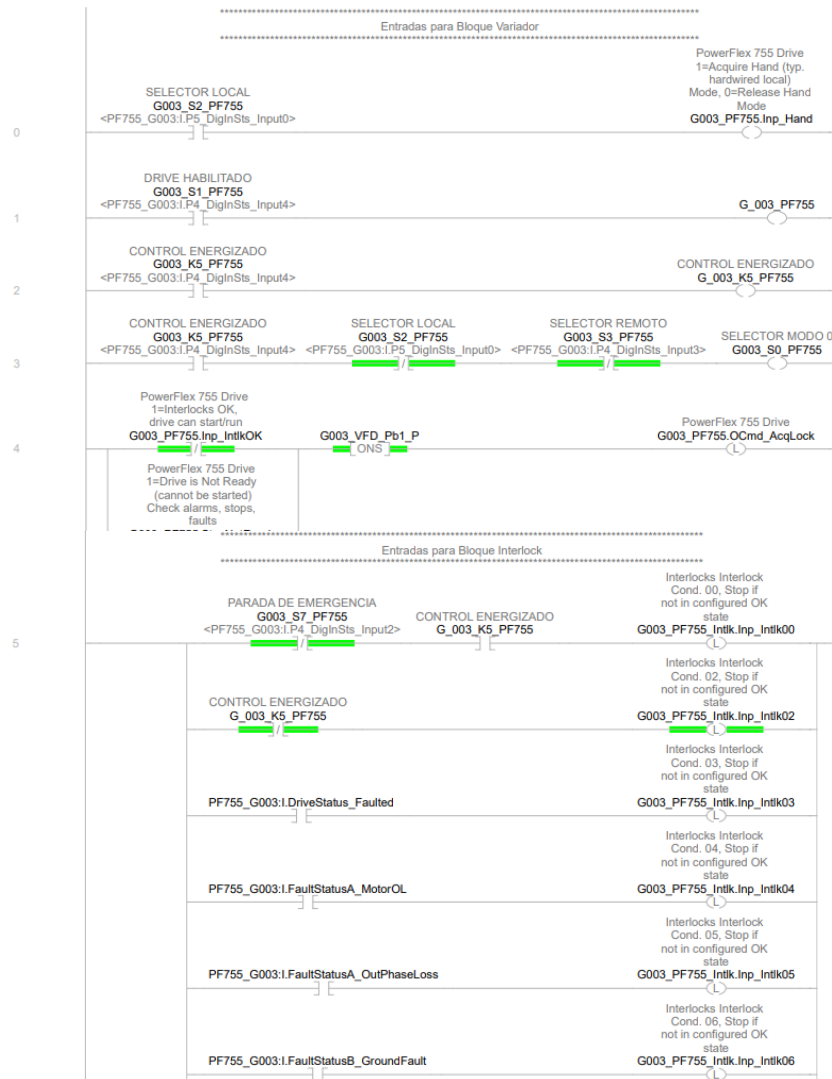 ********************************************************************************
Entradas para Bloque Variador
********************************************************************************
PowerFlex 755 Drive
1=Acquire Hand (typ.
hardwired local)
Mode, 0=Release Hand
Mode
SELECTOR LOCAL
G003_S2_PF755
<PF755_G003:I.P5_DigInSts_Input0>
G003_PF755.Inp_Hand
0
DRIVE HABILITADO
G003_S1_PF755
<PF755_G003:I.P4_DigInSts_Input4>
G_003_PF755
1
CONTROL ENERGIZADO
G003_K5_PF755
<PF755_G003:I.P4_DigInSts_Input4>
CONTROL ENERGIZADO
G_003_K5_PF755
2
CONTROL ENERGIZADO
G003_K5_PF755
<PF755_G003:I.P4_DigInSts_Input4>
SELECTOR LOCAL
G003_S2_PF755
<PF755_G003:I.P5_DigInSts_Input0>
SELECTOR REMOTO
G003_S3_PF755
<PF755_G003:I.P4_DigInSts_Input3>
SELECTOR MODO 0
G003_S0_PF755
3
PowerFlex 755 Drive
1=Interlocks OK,
drive can start/run
G003_PF755.Inp_IntlkOK
G003_VFD_Pb1_P
ONS
PowerFlex 755 Drive
G003_PF755.OCmd_AcqLock
L
4
PowerFlex 755 Drive
1=Drive is Not Ready
(cannot be started)
Check alarms, stops,
faults
********************************************************************************
Entradas para Bloque Interlock
********************************************************************************
PARADA DE EMERGENCIA
G003_S7_PF755
<PF755_G003:I.P4_DigInSts_Input2>
CONTROL ENERGIZADO
G_003_K5_PF755
Interlocks Interlock
Cond. 00, Stop if
not in configured OK
state
G003_PF755_Intlk.Inp_Intlk00
L
5
CONTROL ENERGIZADO
G_003_K5_PF755
Interlocks Interlock
Cond. 02, Stop if
not in configured OK
state
G003_PF755_Intlk.Inp_Intlk02
L
PF755_G003:I.DriveStatus_Faulted
Interlocks Interlock
Cond. 03, Stop if
not in configured OK
state
G003_PF755_Intlk.Inp_Intlk03
L
PF755_G003:I.FaultStatusA_MotorOL
Interlocks Interlock
Cond. 04, Stop if
not in configured OK
state
G003_PF755_Intlk.Inp_Intlk04
L
PF755_G003:I.FaultStatusA_OutPhaseLoss
Interlocks Interlock
Cond. 05, Stop if
not in configured OK
state
G003_PF755_Intlk.Inp_Intlk05
L
PF755_G003:I.FaultStatusB_GroundFault
Interlocks Interlock
Cond. 06, Stop if
not in configured OK
state
G003_PF755_Intlk.Inp_Intlk06
L